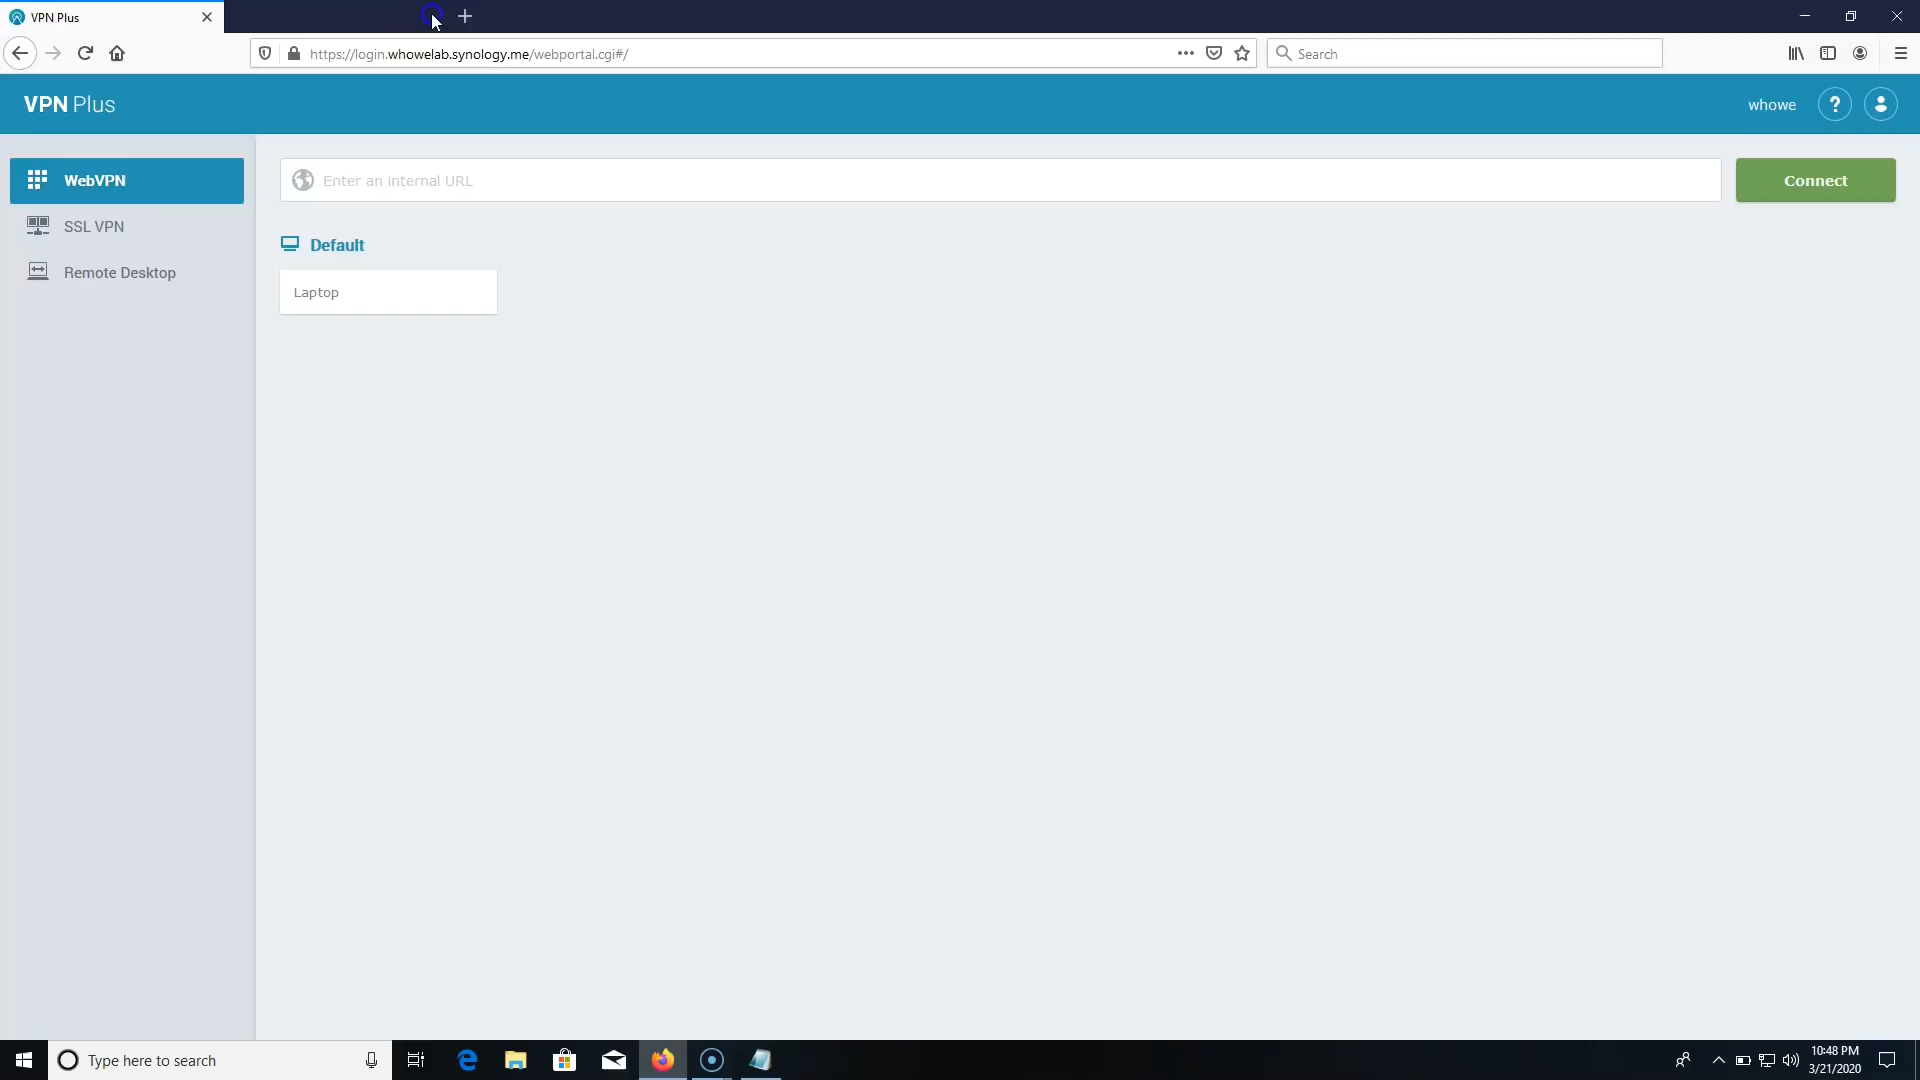 VPN Plus
https://login.whowelab.synology.me/webportal.cgi#/
Search
VPN Plus
whowe
?
WebVPN
Enter an internal URL
Connect
SSL VPN
Default
Remote Desktop
Laptop
Type here to search
10:48 PM
3/21/2020